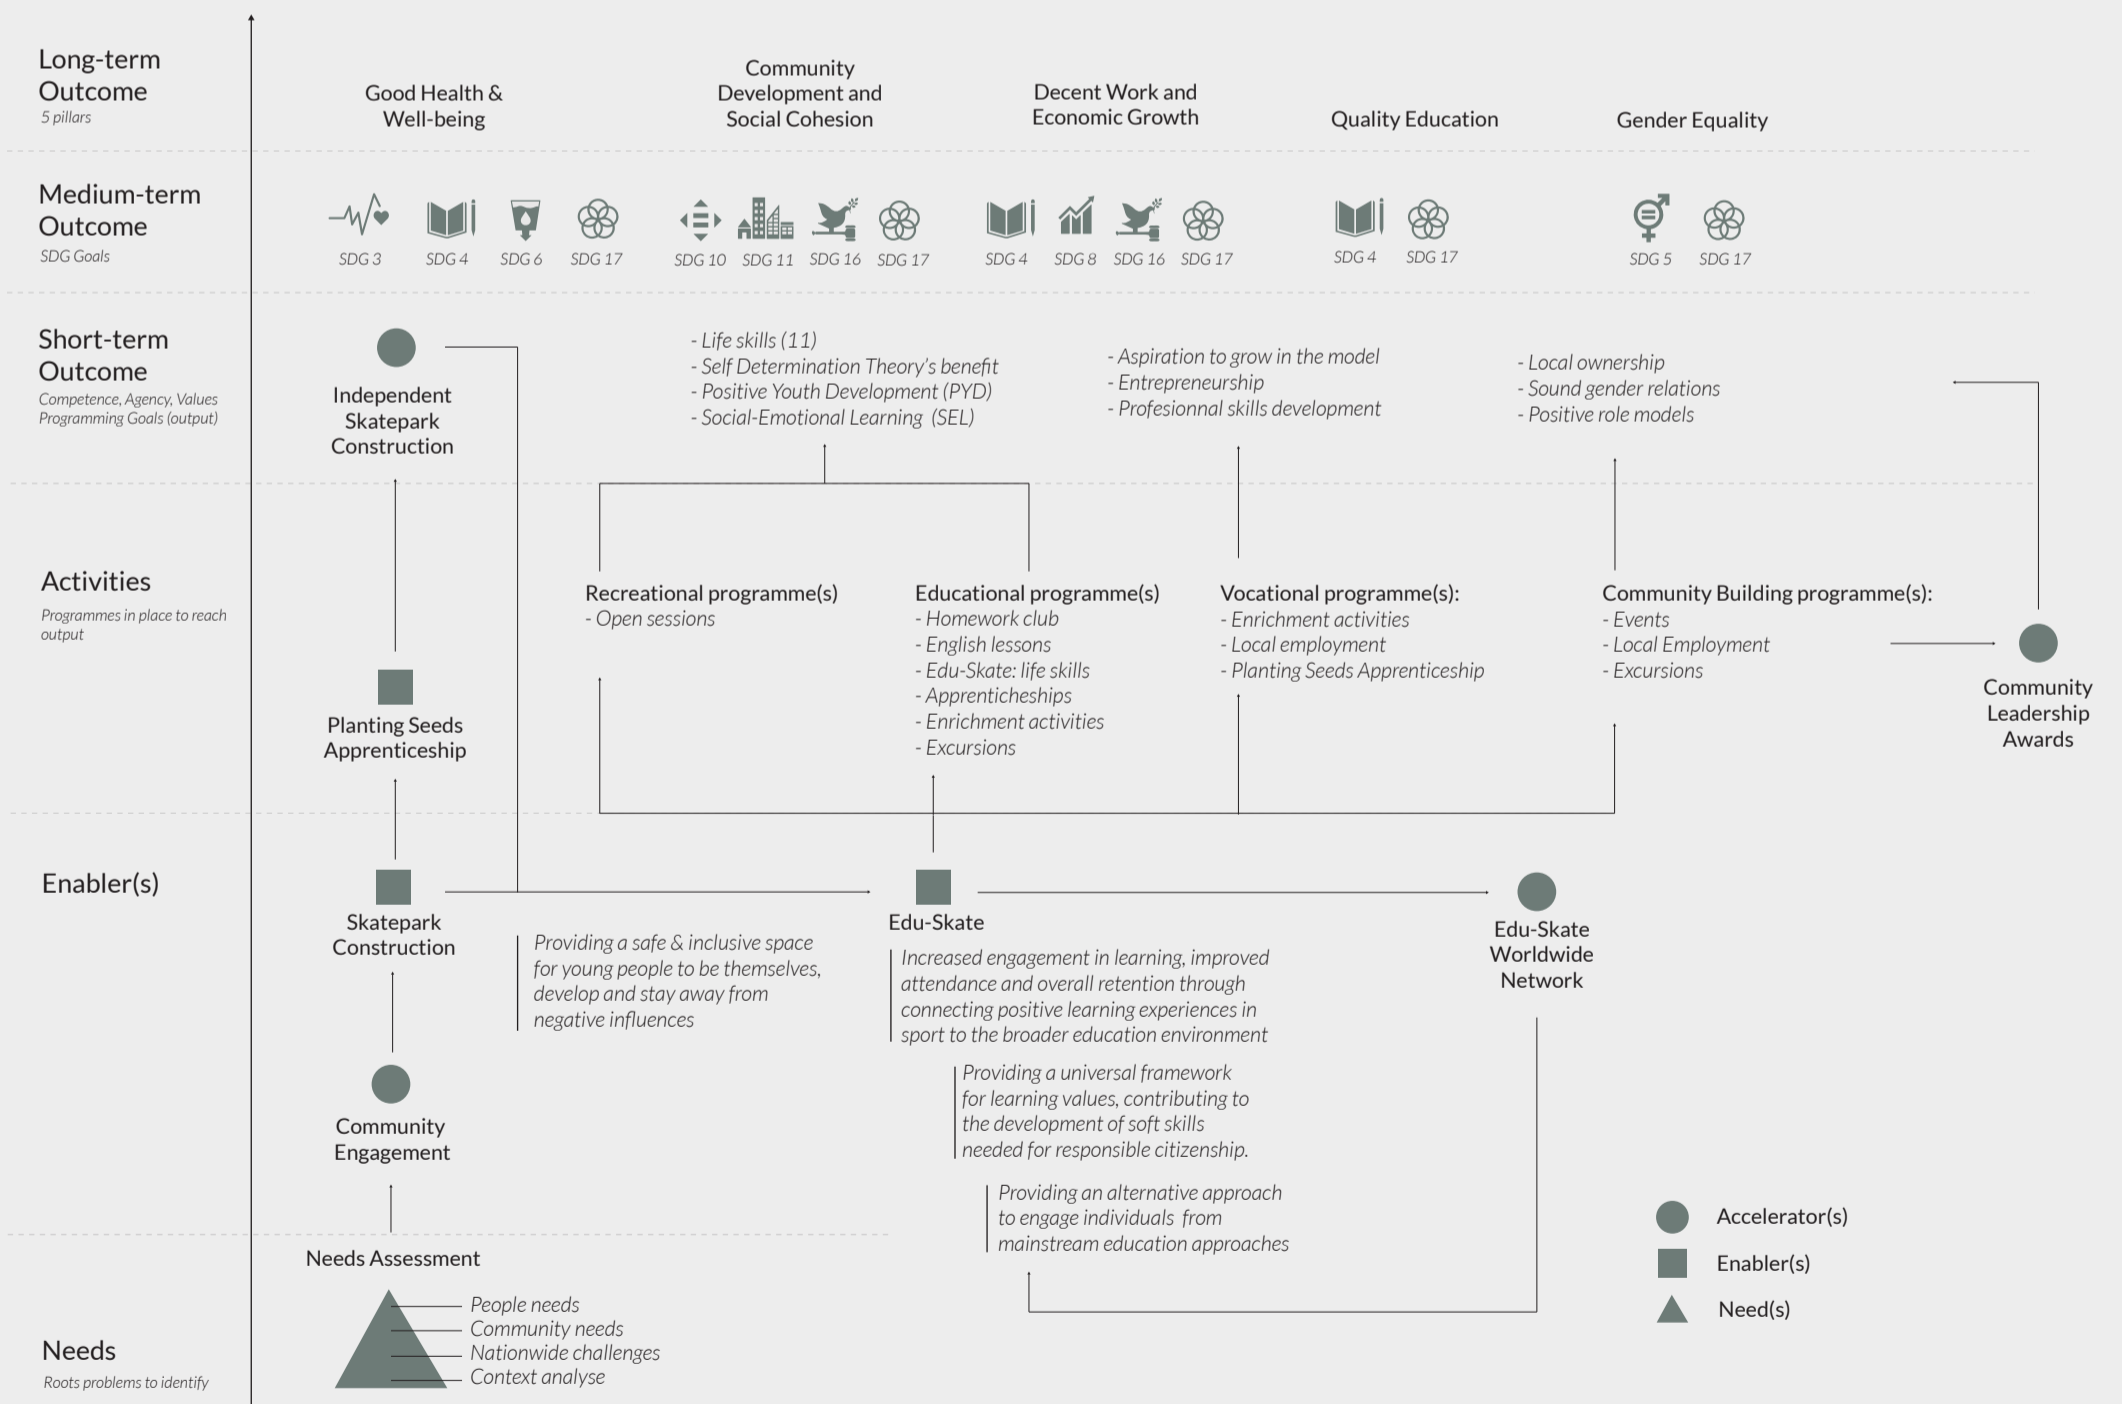 Long-term
Outcome
5 pillars
Good Health &
Well-being
Community
Development and
Social Cohesion
Decent Work and
Economic Growth
Quality Education
Gender Equality
Medium-term
Outcome
SDG Goals
SDG 3
SDG 4
SDG 6
SDG 17
SDG 10
SDG 11
SDG 16
SDG 17
SDG 4
SDG 8
SDG 16
SDG 17
SDG 4
SDG 17
SDG 5
SDG 17
Short-term
Outcome
Competence, Agency, Values
Programming Goals (output)
Independent
Skatepark
Construction
- Life skills (11)
- Self Determination Theory's benefit
- Positive Youth Development (PYD)
- Social-Emotional Learning (SEL)
- Aspiration to grow in the model
- Entrepreneurship
- Profesionnal skills development
- Local ownership
- Sound gender relations
- Positive role models
Activities
Programmes in place to reach
output
Planting Seeds
Apprenticeship
Recreational programme(s)
- Open sessions
Educational programme(s)
- Homework club
- English lessons
- Edu-Skate: life skills
- Apprenticheships
- Enrichment activities
- Excursions
Vocational programme(s):
- Enrichment activities
- Local employment
- Planting Seeds Apprenticeship
Community Building programme(s):
- Events
- Local Employment
- Excursions
Community
Leadership
Awards
Enabler(s)
Skatepark
Construction
Providing a safe & inclusive space
for young people to be themselves,
develop and stay away from
negative influences
Edu-Skate
Increased engagement in learning, improved
attendance and overall retention through
connecting positive learning experiences in
sport to the broader education environment
Providing a universal framework
for learning values, contributing to
the development of soft skills
needed for responsible citizenship.
Providing an alternative approach
to engage individuals from
mainstream education approaches
Edu-Skate
Worldwide
Network
Community
Engagement
Needs Assessment
People needs
Community needs
Nationwide challenges
Context analyse
Needs
Roots problems to identify
Accelerator(s)
Enabler(s)
Need(s)